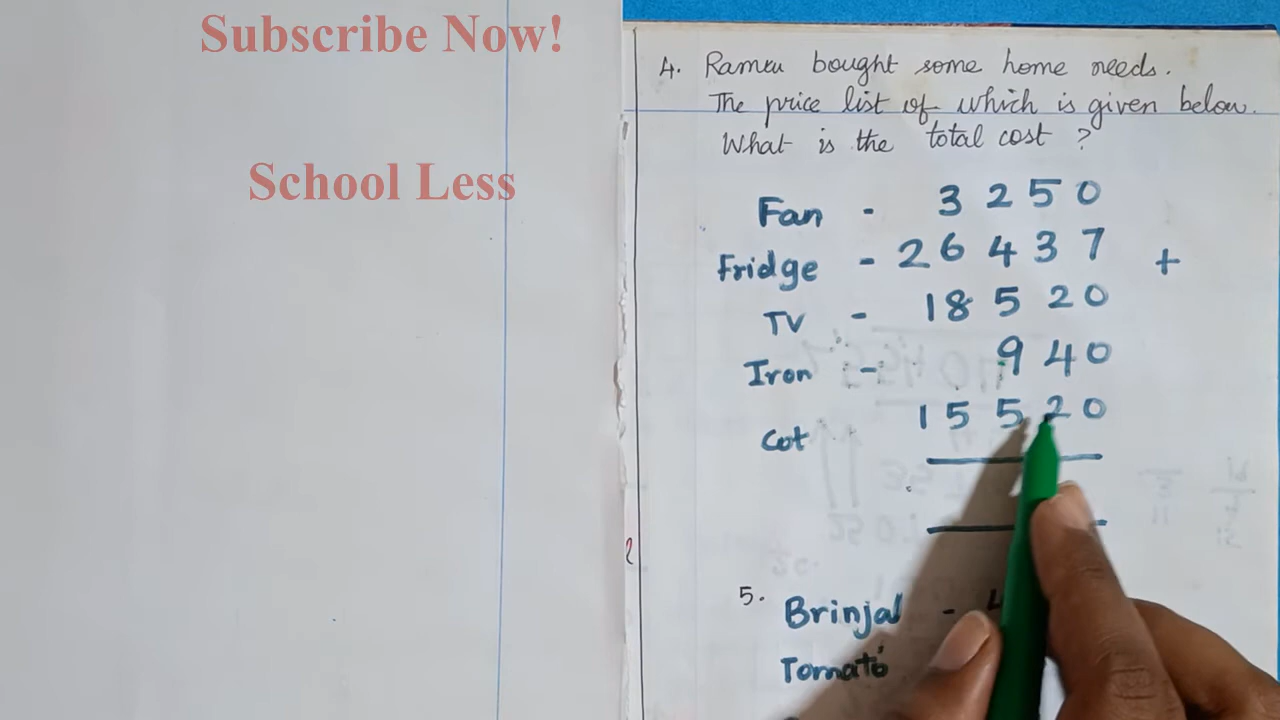 Subscribe Now!
School Less
4. Ramu bought some home needs.
The price list of which is given below.
What is the total cost ?
Fan - 3250
Fridge - 26437 +
TV - 18520
Iron - 940
Cot 15520
5. Brinjal -
Tomato